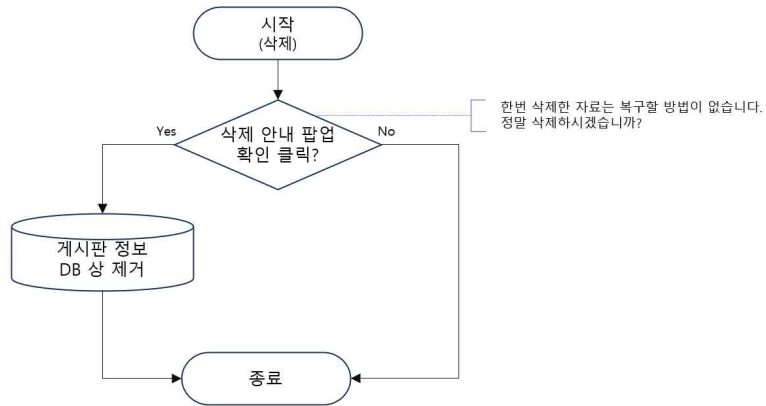 시작
(삭제)
한번 삭제한 자료는 복구할 방법이 없습니다.
정말 삭제하시겠습니까?
Yes
삭제 안내 팝업
확인 클릭?
No
게시판 정보
DB 상 제거
종료